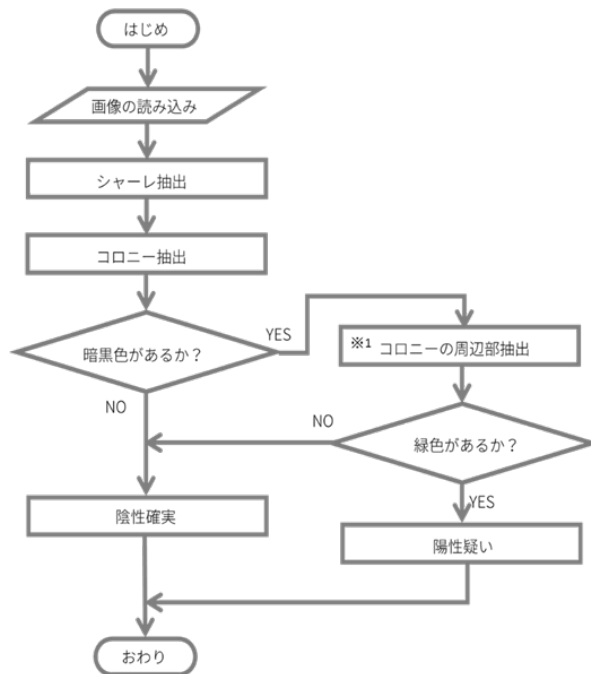 はじめ
画像の読み込み
シャーレ抽出
コロニー抽出
暗黒色があるか？
YES
NO
※1 コロニーの周辺部抽出
緑色があるか？
NO
YES
陰性確実
陽性疑い
おわり